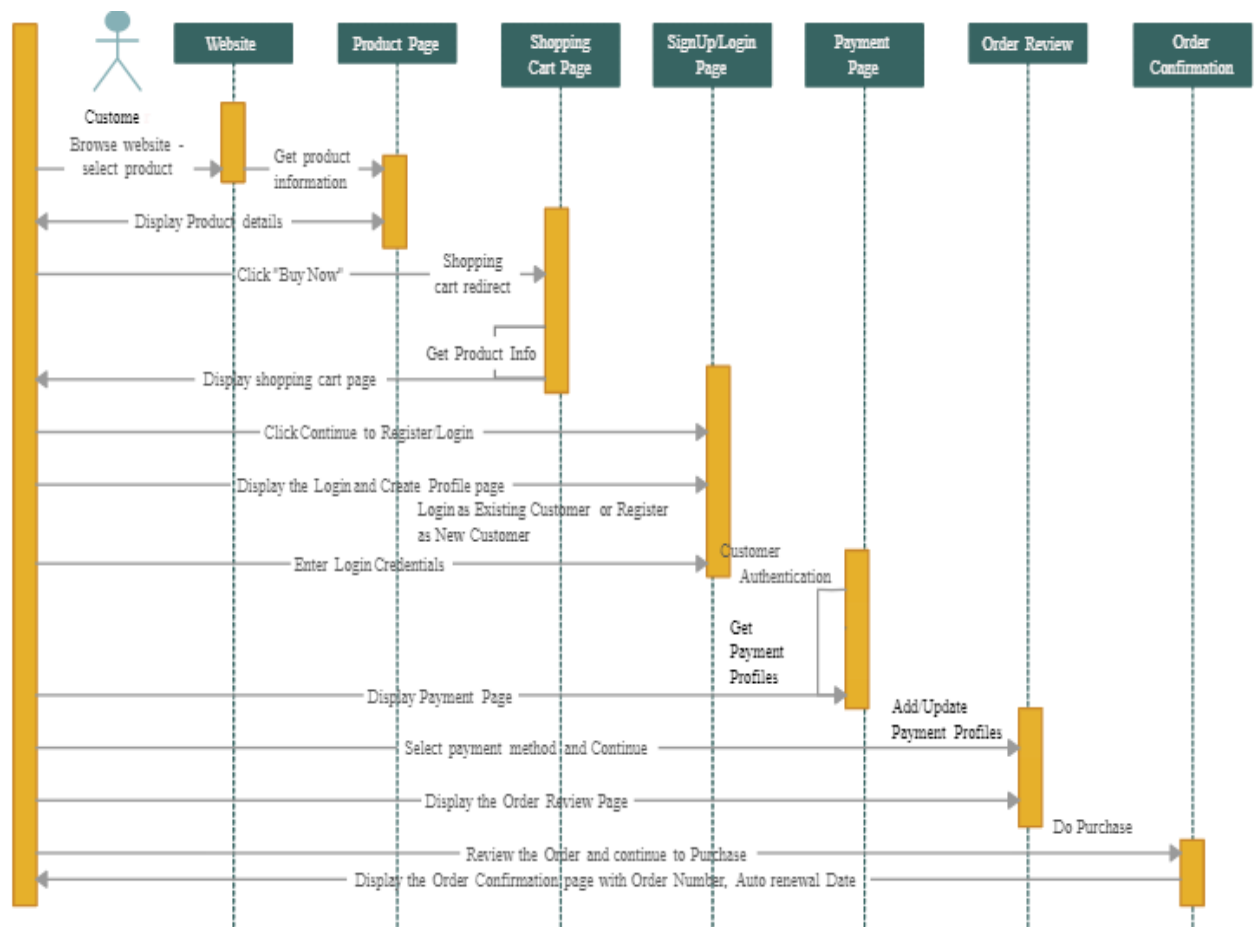 Website
Product Page
Shopping
Cart Page
SignUp/Login
Page
Payment
Page
Order Review
Order
Confirmation
Custome
Browse website -
select product
Get product
information
Display Product details
Click "Buy Now"
Shopping
cart redirect
Get Product Info
Display shopping cart page
Click Continue to Register/Login
Display the Login and Create Profile page
Login as Existing Customer or Register
as New Customer
Enter Login Credentials
Customer
Authentication
Get
Payment
Profiles
Display Payment Page
Add/Update
Payment Profiles
Select payment method and Continue
Display the Order Review Page
Do Purchase
Review the Order and continue to Purchase
Display the Order Confirmation page with Order Number, Auto renewal Date